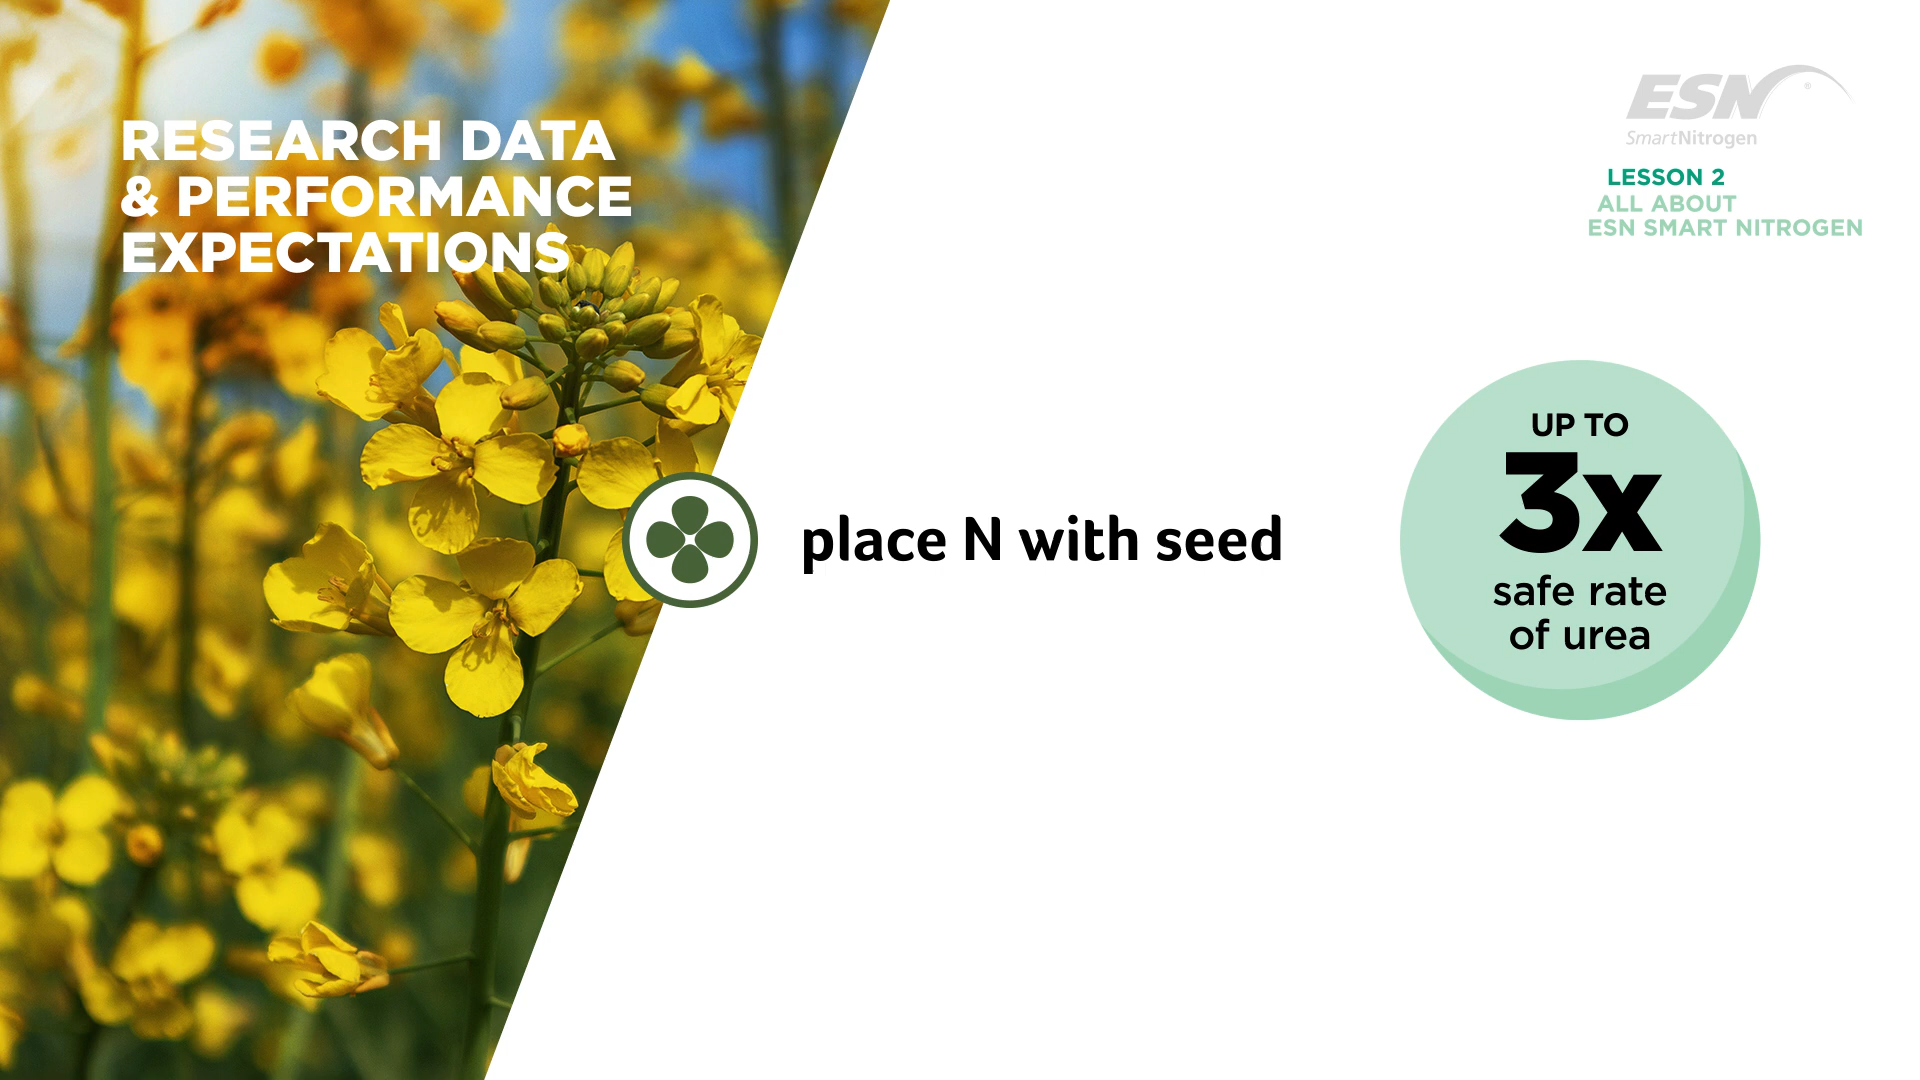 RESEARCH DATA
& PERFORMANCE
EXPECTATIONS
ESN®
SmartNitrogen
LESSON 2
ALL ABOUT
ESN SMART NITROGEN
place N with seed
UP TO
3x
safe rate
of urea